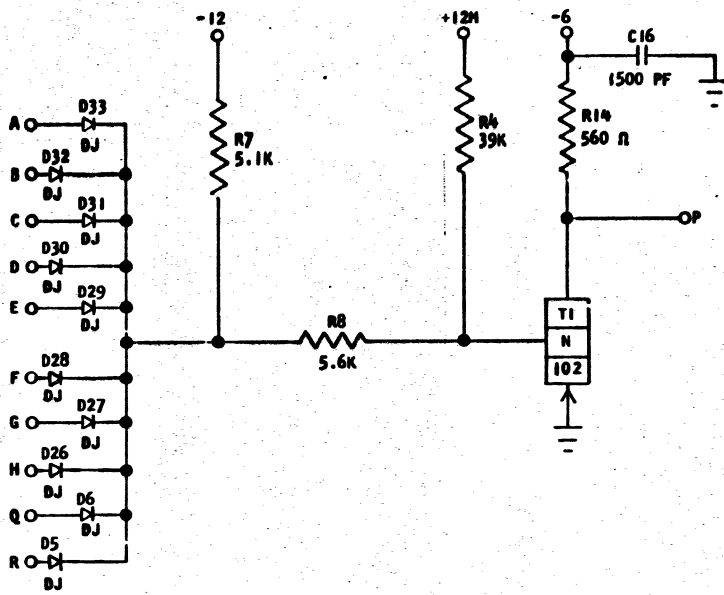 -12
+12M
-6
C16
1500 PF
R7
5.1K
R4
39K
R14
560 Ω
A
D33
DJ
B
D32
DJ
C
D31
DJ
D
D30
DJ
E
D29
DJ
P
T1
N
102
R8
5.6K
F
D28
DJ
G
D27
DJ
H
D26
DJ
Q
D6
DJ
R
D5
DJ